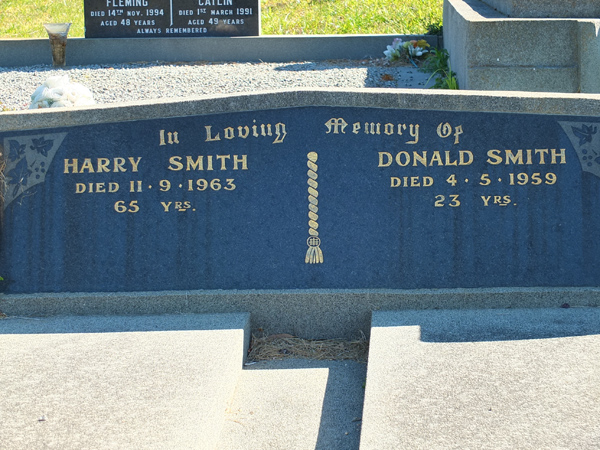 FLEMING
DIED 14TH NOV. 1994
AGED 48 YEARS
CATLIN
DIED 1ST MARCH 1991
AGED 49 YEARS
ALWAYS REMEMBERED
In Loving Memory Of
HARRY SMITH
DIED 11·9·1963
65 YRS.
DONALD SMITH
DIED 4·5·1959
23 YRS.